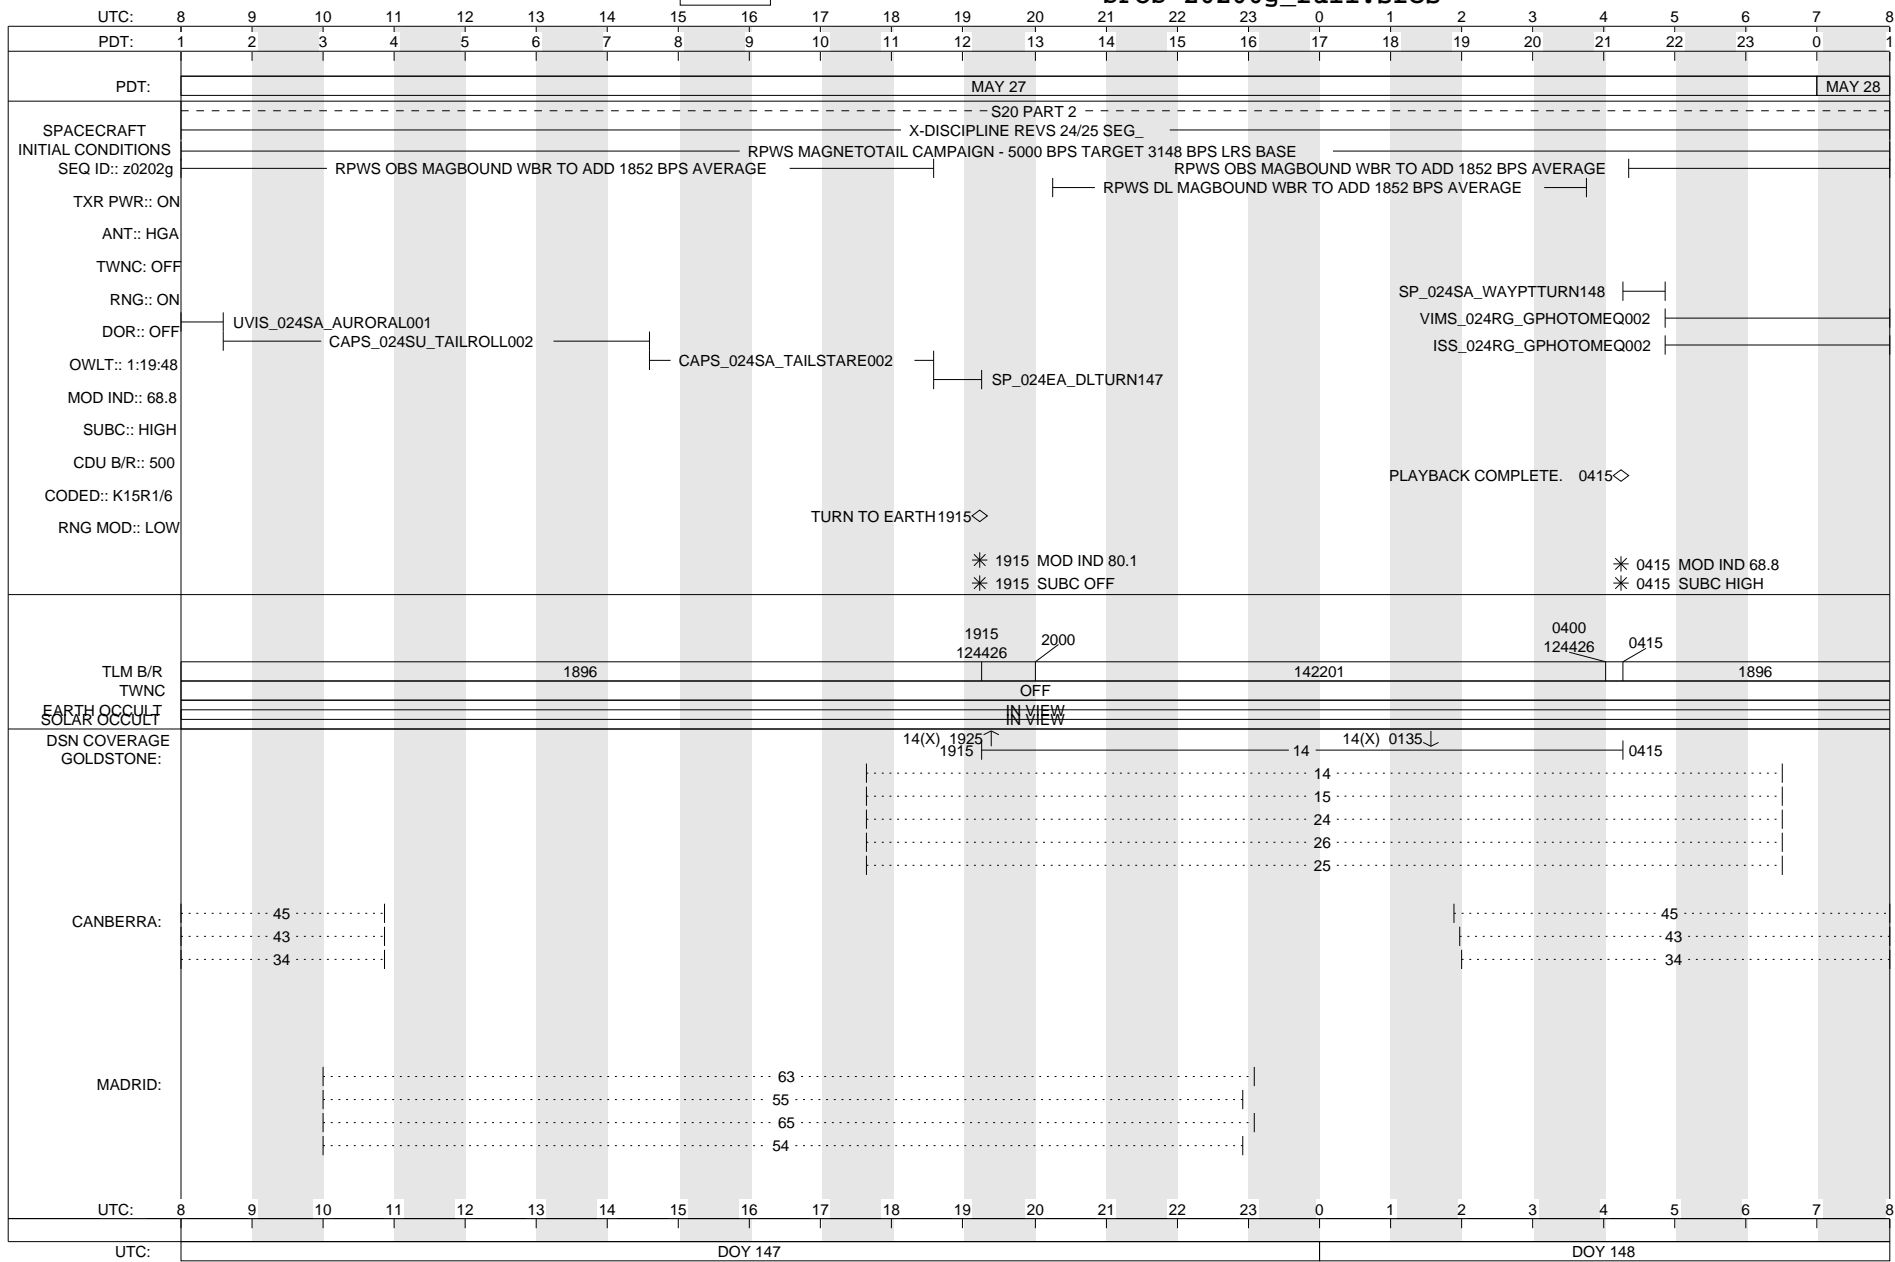 UTC: 8 9 10 11 12 13 14 15 16 17 18 19 20 21 22 23 0 1 2 3 4 5 6 7 8
PDT: 1 2 3 4 5 6 7 8 9 10 11 12 13 14 15 16 17 18 19 20 21 22 23 0 1
PDT: MAY 27 MAY 28
S20 PART 2
SPACECRAFT X-DISCIPLINE REVS 24/25 SEG_
INITIAL CONDITIONS RPWS MAGNETOTAIL CAMPAIGN - 5000 BPS TARGET 3148 BPS LRS BASE
SEQ ID:: z0202g RPWS OBS MAGBOUND WBR TO ADD 1852 BPS AVERAGE RPWS OBS MAGBOUND WBR TO ADD 1852 BPS AVERAGE
RPWS DL MAGBOUND WBR TO ADD 1852 BPS AVERAGE
TXR PWR:: ON
ANT:: HGA
TWNC: OFF
RNG:: ON SP_024SA_WAYPTTURN148
UVIS_024SA_AURORAL001 VIMS_024RG_GPHOTOMEQ002
DOR:: OFF
CAPS_024SU_TAILROLL002 ISS_024RG_GPHOTOMEQ002
OWLT:: 1:19:48 CAPS_024SA_TAILSTARE002
SP_024EA_DLTURN147
MOD IND:: 68.8
SUBC:: HIGH
CDU B/R:: 500
PLAYBACK COMPLETE. 0415
CODED:: K15R1/6
TURN TO EARTH 1915
RNG MOD:: LOW
1915 MOD IND 80.1 0415 MOD IND 68.8
1915 SUBC OFF 0415 SUBC HIGH
1915 2000 0400 0415
124426 124426
TLM B/R 1896 142201 1896
TWNC OFF
EARTH OCCULT IN VIEW
SOLAR OCCULT IN VIEW
DSN COVERAGE 14(X) 1925 14(X) 0135
GOLDSTONE: 1915 14 0415
14
15
24
26
25
CANBERRA: 45 45
43 43
34 34
MADRID: 63
55
65
54
UTC: 8 9 10 11 12 13 14 15 16 17 18 19 20 21 22 23 0 1 2 3 4 5 6 7 8
UTC: DOY 147 DOY 148